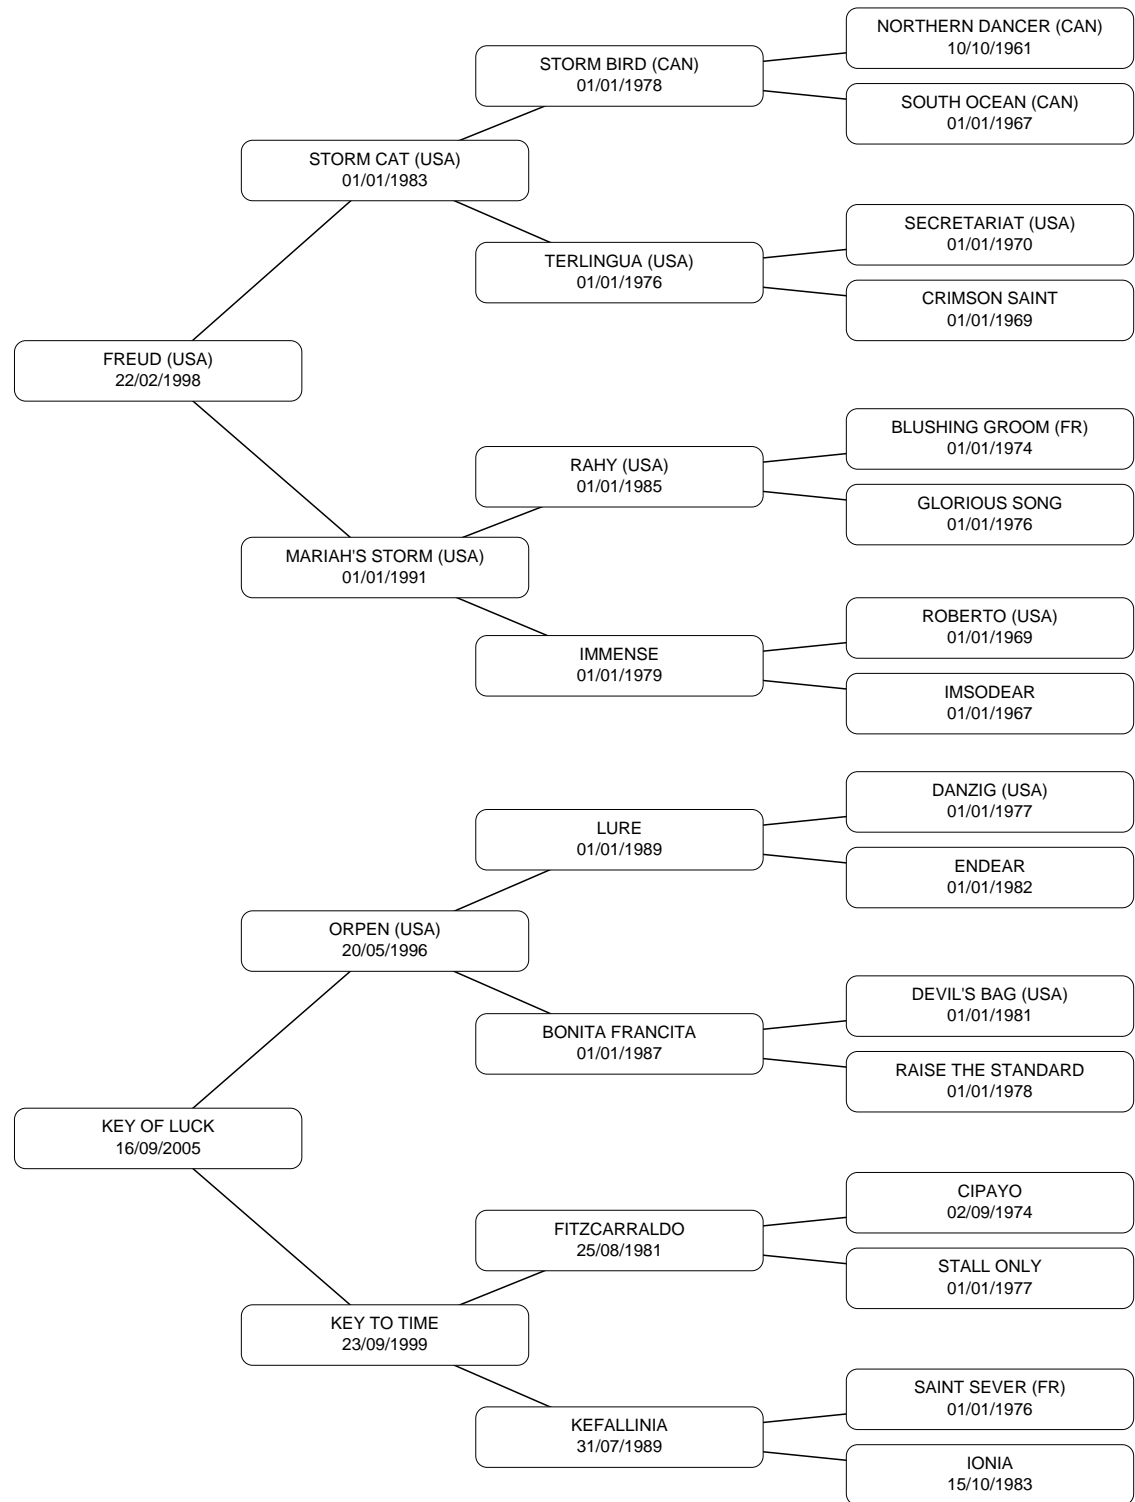 NORTHERN DANCER (CAN)
10/10/1961
STORM BIRD (CAN)
01/01/1978
SOUTH OCEAN (CAN)
01/01/1967
STORM CAT (USA)
01/01/1983
SECRETARIAT (USA)
01/01/1970
TERLINGUA (USA)
01/01/1976
CRIMSON SAINT
01/01/1969
FREUD (USA)
22/02/1998
BLUSHING GROOM (FR)
01/01/1974
RAHY (USA)
01/01/1985
GLORIOUS SONG
01/01/1976
MARIAH'S STORM (USA)
01/01/1991
ROBERTO (USA)
01/01/1969
IMMENSE
01/01/1979
IMSODEAR
01/01/1967
DANZIG (USA)
01/01/1977
LURE
01/01/1989
ENDEAR
01/01/1982
ORPEN (USA)
20/05/1996
DEVIL'S BAG (USA)
01/01/1981
BONITA FRANCITA
01/01/1987
RAISE THE STANDARD
01/01/1978
KEY OF LUCK
16/09/2005
CIPAYO
02/09/1974
FITZCARRALDO
25/08/1981
STALL ONLY
01/01/1977
KEY TO TIME
23/09/1999
SAINT SEVER (FR)
01/01/1976
KEFALLINIA
31/07/1989
IONIA
15/10/1983